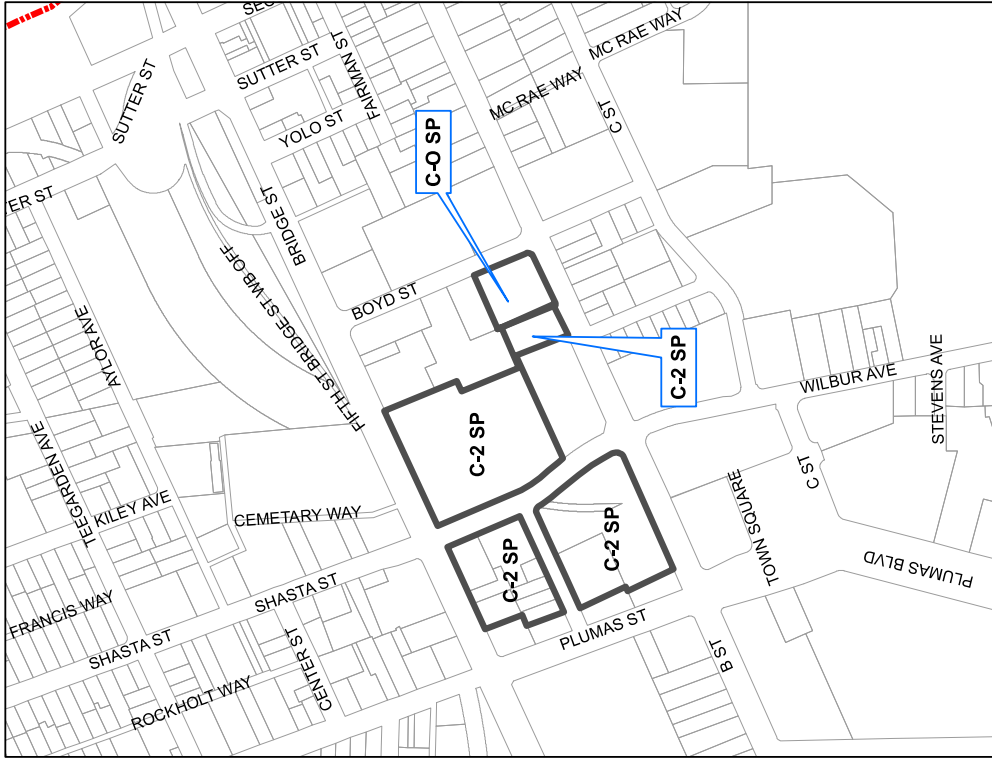 SUTTER ST
FAIRMAN ST
MC RAE WAY
SUTTER ST
MC RAE WAY
C ST
YOLO ST
C-O SP
ER ST
BRIDGE ST
FIFTH ST BRIDGE ST WB OFF
BOYD ST
AYLOR AVE
C-2 SP
WILBUR AVE
STEVENS AVE
TEEGARDEN AVE
KILEY AVE
C-2 SP
CEMETARY WAY
TOWN SQUARE
C ST
C-2 SP
C-2 SP
PLUMAS BLVD
FRANCIS WAY
SHASTA ST
SHASTA ST
CENTER ST
PLUMAS ST
B ST
ROCKHOLT WAY